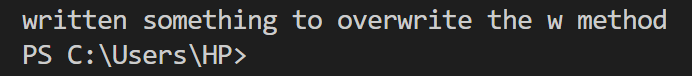 written something to overwrite the w method
PS C:\Users\HP>